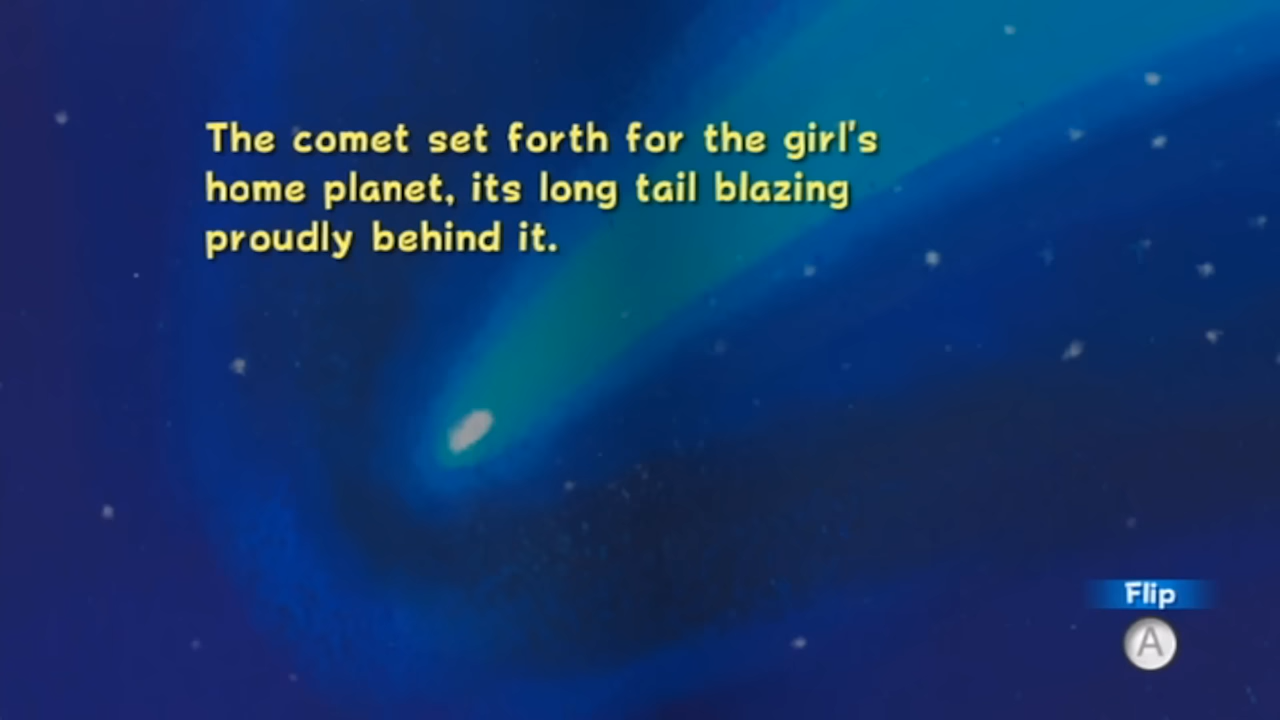 The comet set forth for the girl's
home planet, its long tail blazing
proudly behind it.
Flip
A